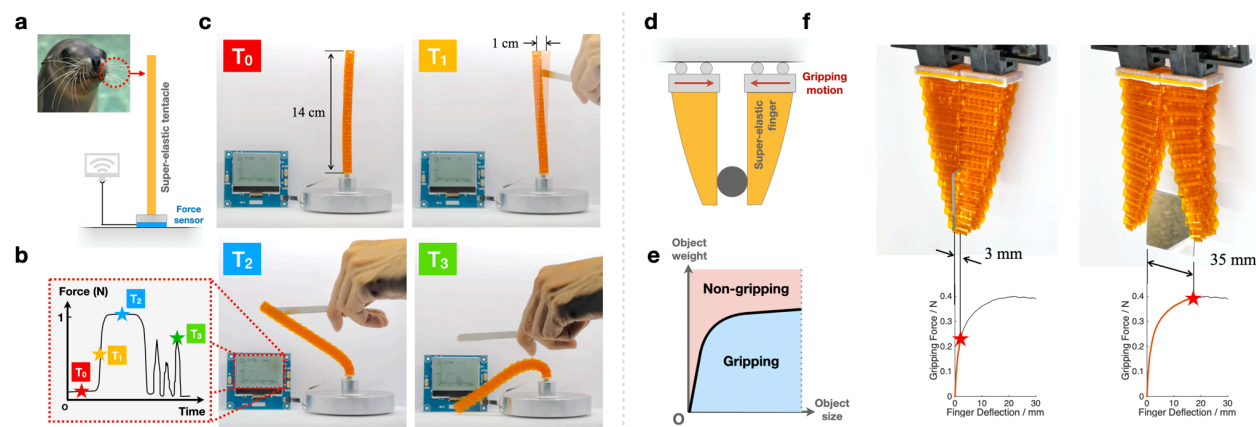 a
Super-elastic tentacle
Force
sensor
b
Force (N)
1
T0
T1
T2
T3
O
Time
c
T0
14 cm
T1
1 cm
T2
T3
d
Gripping
motion
Super-elastic
finger
e
Object
weight
Non-gripping
Gripping
O
Object
size
f
3 mm
35 mm
Gripping Force / N
0.4
0.3
0.2
0.1
0
0
10
20
30
Finger Deflection / mm
Gripping Force / N
0.4
0.3
0.2
0.1
0
0
10
20
30
Finger Deflection / mm